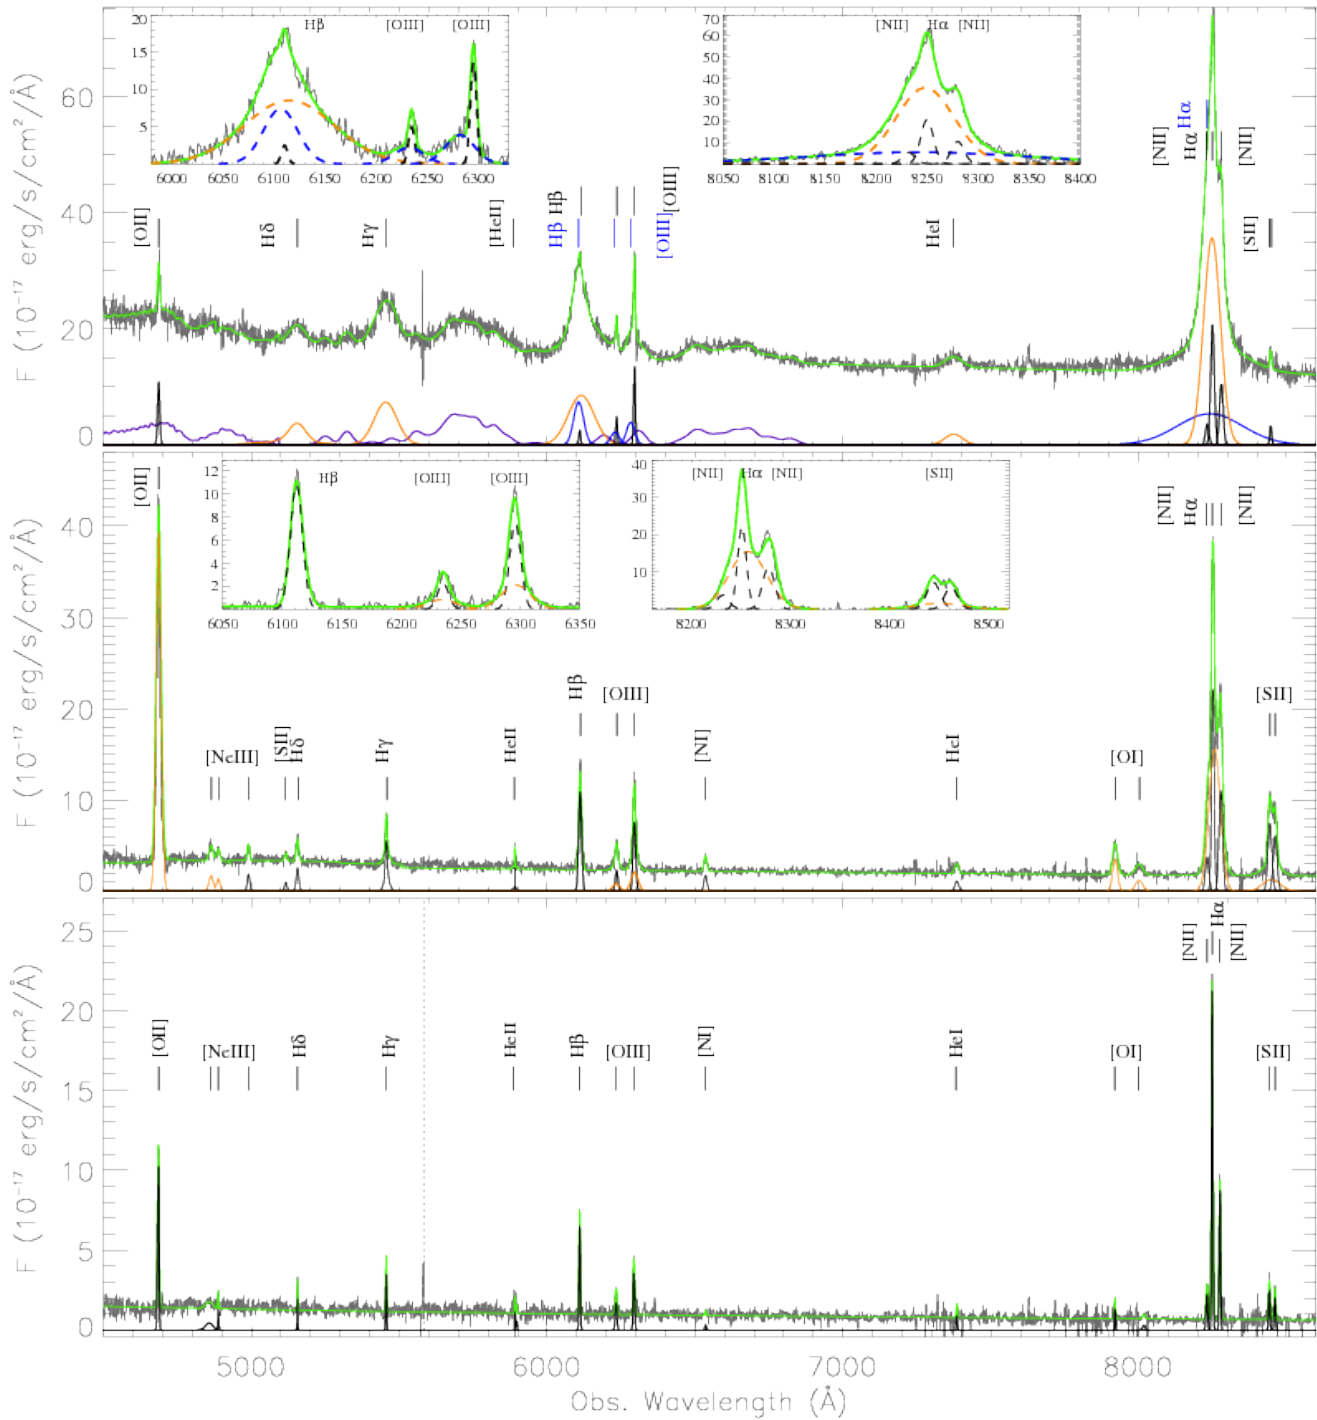 Hβ [OIII] [OIII]
20
15
10
5
6000 6050 6100 6150 6200 6250 6300
[NII] Hα [NII]
70
60
50
40
30
20
10
8050 8100 8150 8200 8250 8300 8350 8400
F (10⁻¹⁷ erg/s/cm²/Å)
60
40
20
0
[OII]
Hδ
Hγ
[HeII]
Hβ
Hβ
Hβ
[OIII]
[OIII]
HeI
[NII]
Hα
Hα
[NII]
[SII]
Hβ [OIII] [OIII]
12
10
8
6
4
2
6050 6100 6150 6200 6250 6300 6350
[NII] Hα [NII] [SII]
40
30
20
10
8200 8300 8400 8500
F (10⁻¹⁷ erg/s/cm²/Å)
40
30
20
10
0
[OII]
[NeIII]
[SII]
Hδ
Hγ
HeII
Hβ
[OIII]
[NI]
HeI
[OI]
[NII]
Hα
[NII]
[SII]
F (10⁻¹⁷ erg/s/cm²/Å)
25
20
15
10
5
0
[OII]
[NeIII]
Hδ
Hγ
HeII
Hβ
[OIII]
[NI]
HeI
[OI]
[NII]
Hα
[NII]
[SII]
5000 6000 7000 8000
Obs. Wavelength (Å)